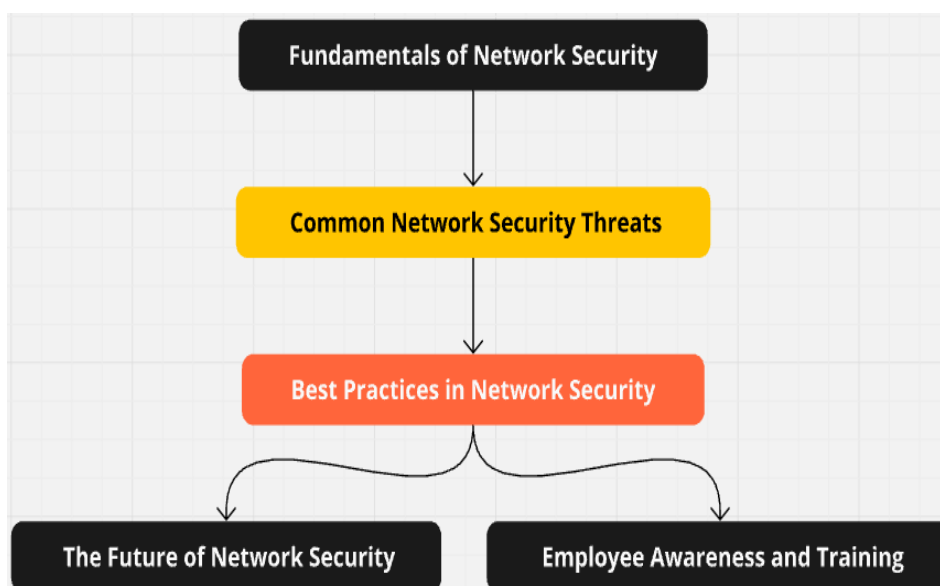 Fundamentals of Network Security
Common Network Security Threats
Best Practices in Network Security
The Future of Network Security
Employee Awareness and Training